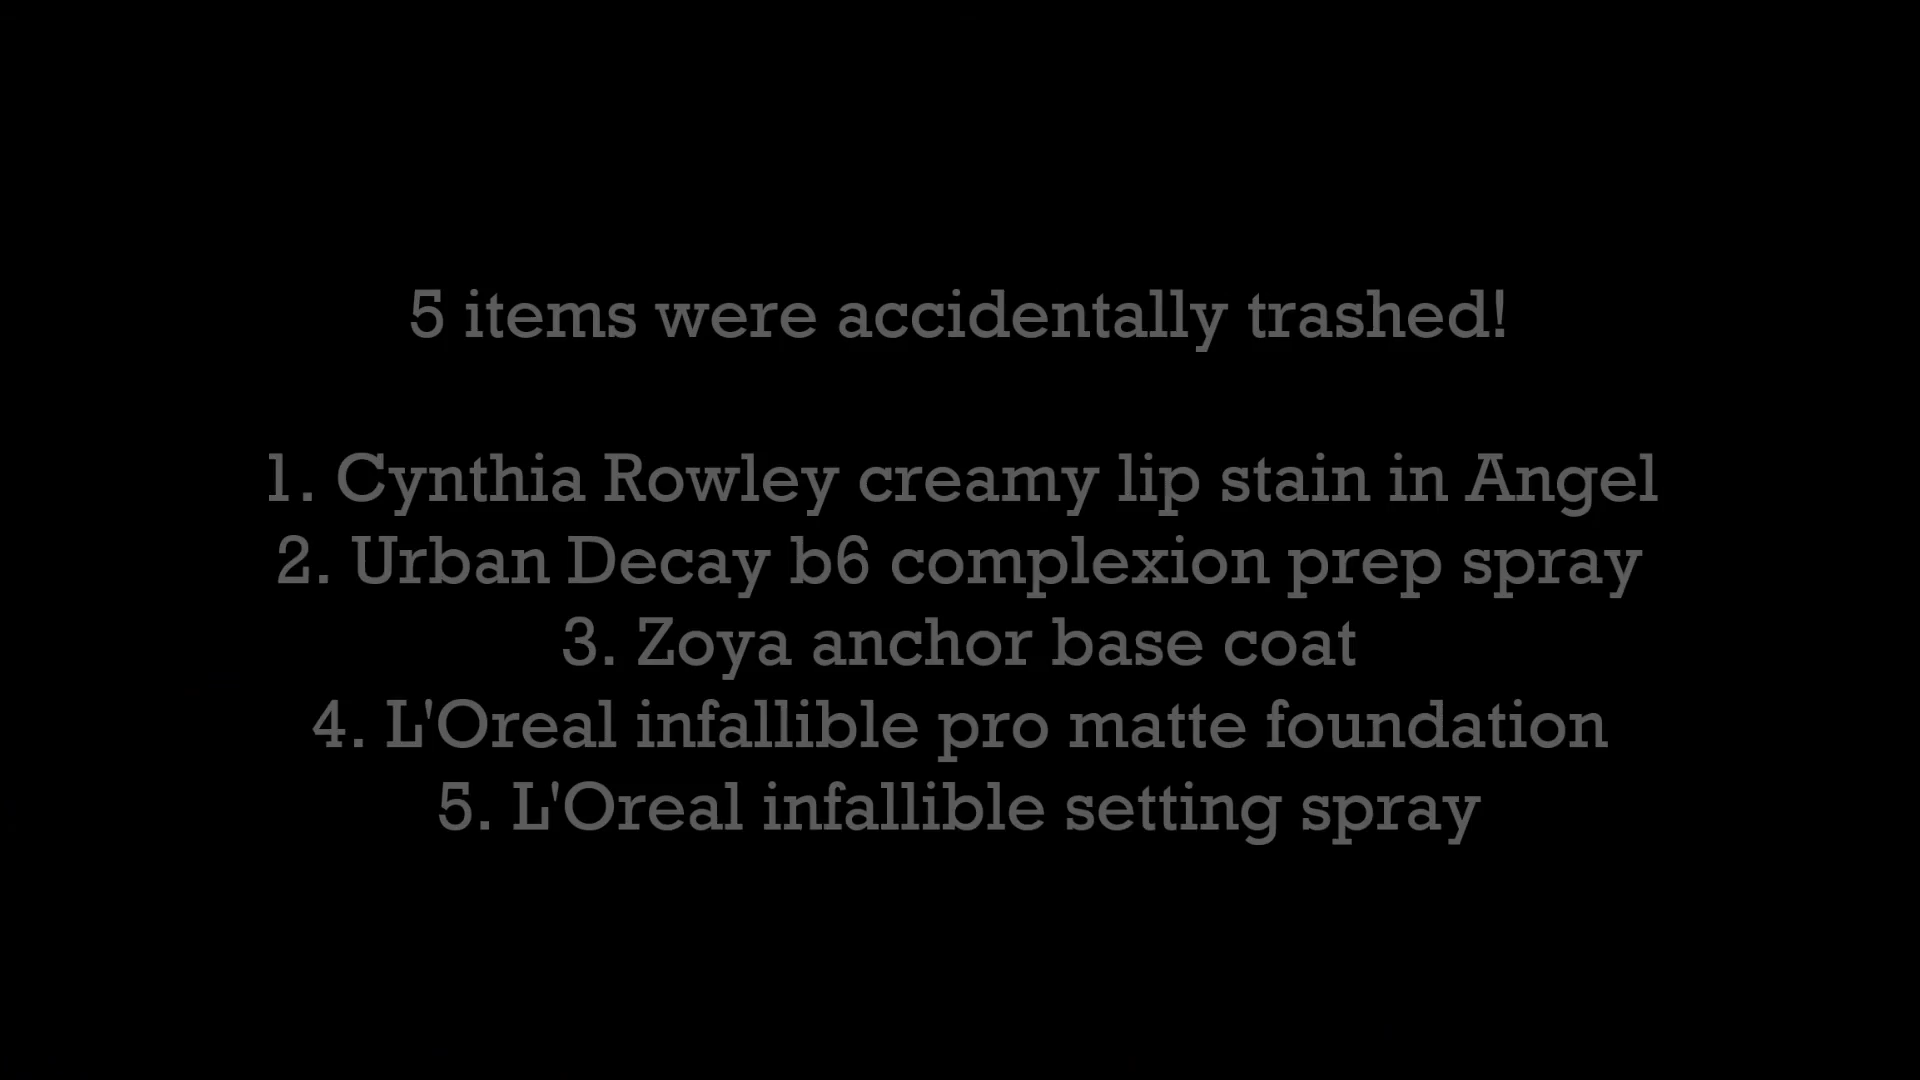 5 items were accidentally trashed!
1. Cynthia Rowley creamy lip stain in Angel
2. Urban Decay b6 complexion prep spray
3. Zoya anchor base coat
4. L'Oreal infallible pro matte foundation
5. L'Oreal infallible setting spray